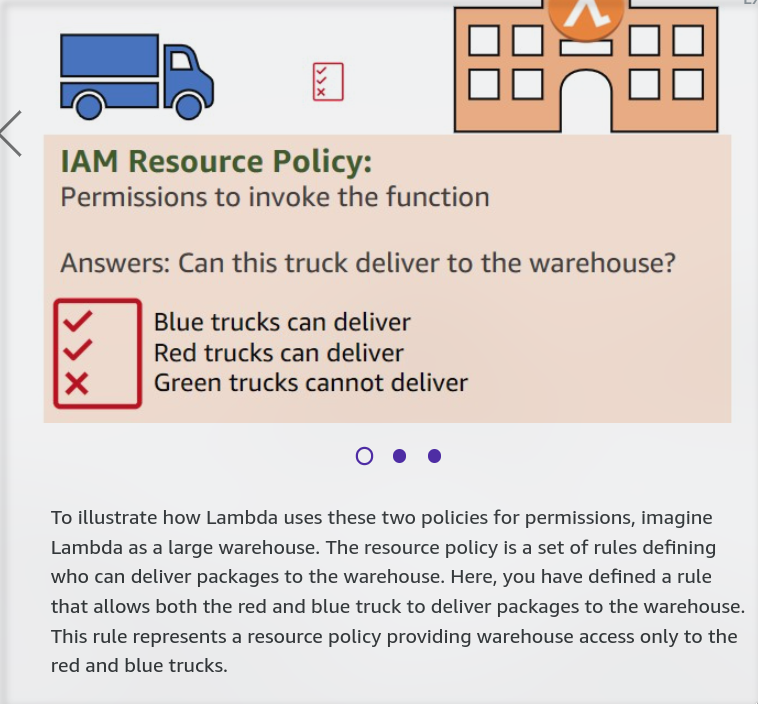 IAM Resource Policy:
Permissions to invoke the function
Answers: Can this truck deliver to the warehouse?
Blue trucks can deliver
Red trucks can deliver
Green trucks cannot deliver
To illustrate how Lambda uses these two policies for permissions, imagine
Lambda as a large warehouse. The resource policy is a set of rules defining
who can deliver packages to the warehouse. Here, you have defined a rule
that allows both the red and blue truck to deliver packages to the warehouse.
This rule represents a resource policy providing warehouse access only to the
red and blue trucks.